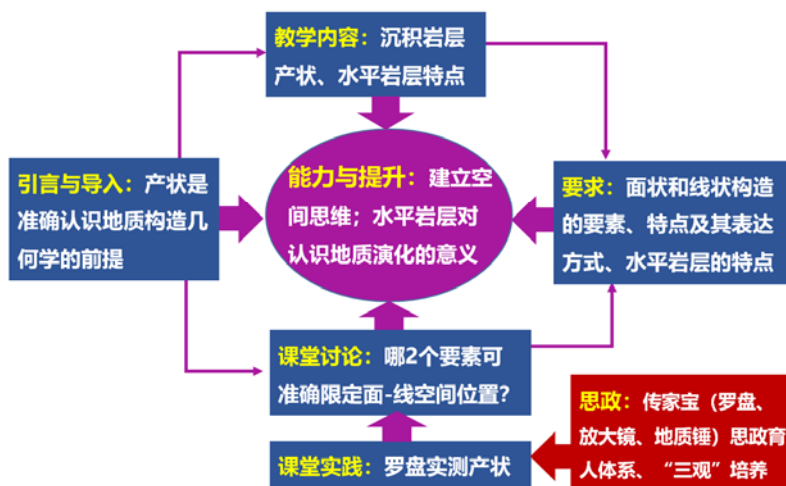 教学内容：沉积岩层
产状、水平岩层特点
引言与导入：产状是
准确认识地质构造几
何学的前提
能力与提升：建立空
间思维；水平岩层对
认识地质演化的意义
要求：面状和线状构造
的要素、特点及其表达
方式、水平岩层的特点
课堂讨论：哪2个要素可
准确限定面-线空间位置？
课堂实践：罗盘实测产状
思政：传家宝（罗盘、
放大镜、地质锤）思政育
人体系、“三观”培养